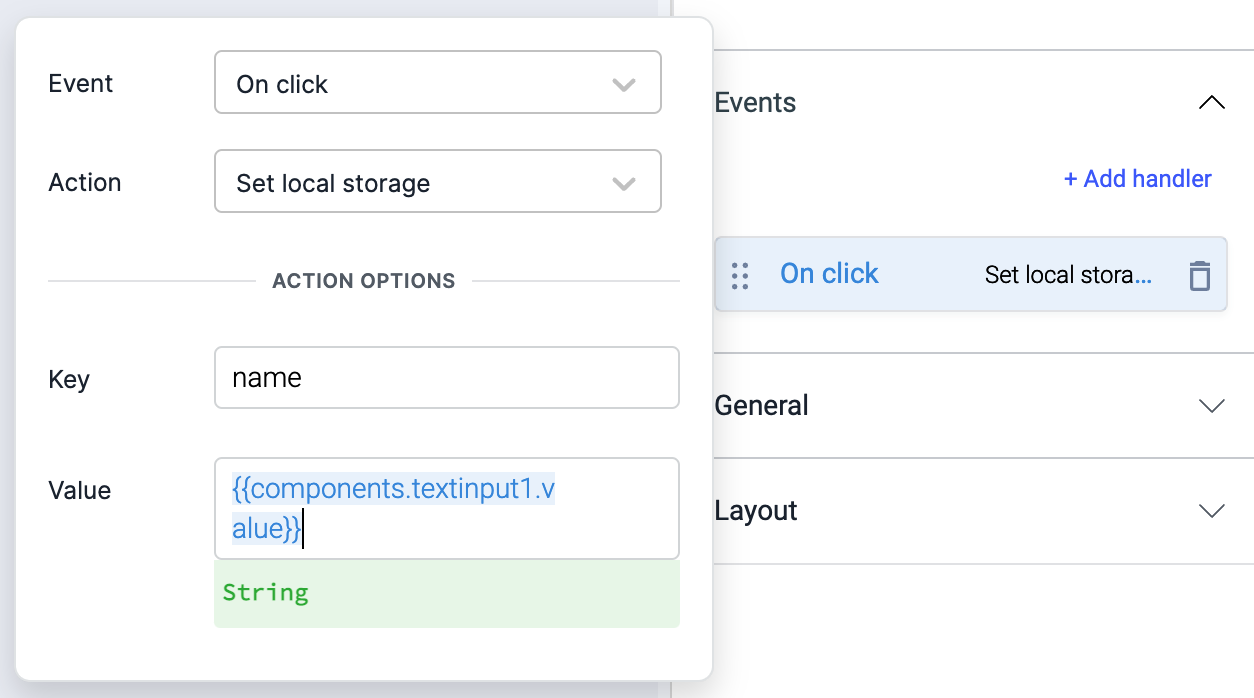 Event
On click
Action
Set local storage
ACTION OPTIONS
Key
name
Value
{{components.textinput1.v
alue}}
String
Events
+ Add handler
On click
Set local stora...
General
Layout